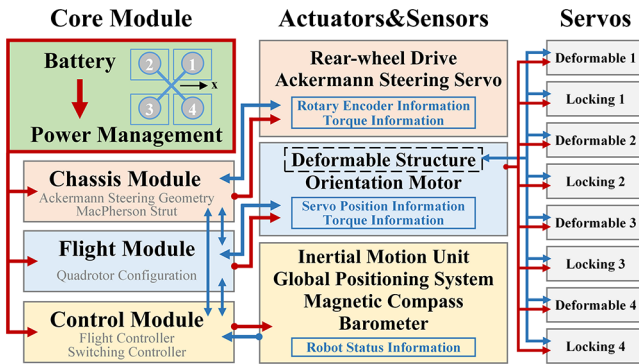 Core Module
Actuators&Sensors
Servos
Battery
2
1
x
3
4
Power Management
Chassis Module
Ackermann Steering Geometry
MacPherson Strut
Flight Module
Quadrotor Configuration
Control Module
Flight Controller
Switching Controller
Rear-wheel Drive
Ackermann Steering Servo
Rotary Encoder Information
Torque Information
Deformable Structure
Orientation Motor
Servo Position Information
Torque Information
Inertial Motion Unit
Global Positioning System
Magnetic Compass
Barometer
Robot Status Information
Deformable 1
Locking 1
Deformable 2
Locking 2
Deformable 3
Locking 3
Deformable 4
Locking 4